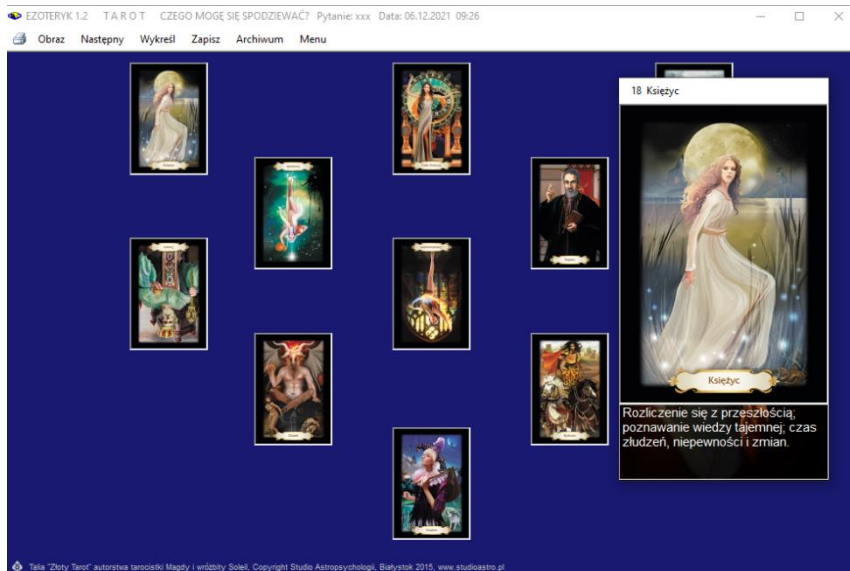 EZOTERYK 1.2 T A R O T CZEGO MOGĘ SIĘ SPODZIEWAĆ? Pytanie: xxx Data: 06.12.2021 09:26
Obraz Następny Wykreśl Zapisz Archiwum Menu
18 Księżyc
Księżyc
Rozliczenie się z przeszłością;
poznawanie wiedzy tajemnej; czas
złudzeń, niepewności i zmian.
Talia "Złoty Tarot" autorstwa tarocistki Magdy i wróżbity Soleil, Copyright Studio Astropsychologii, Białystok 2015, www.studioastro.pl